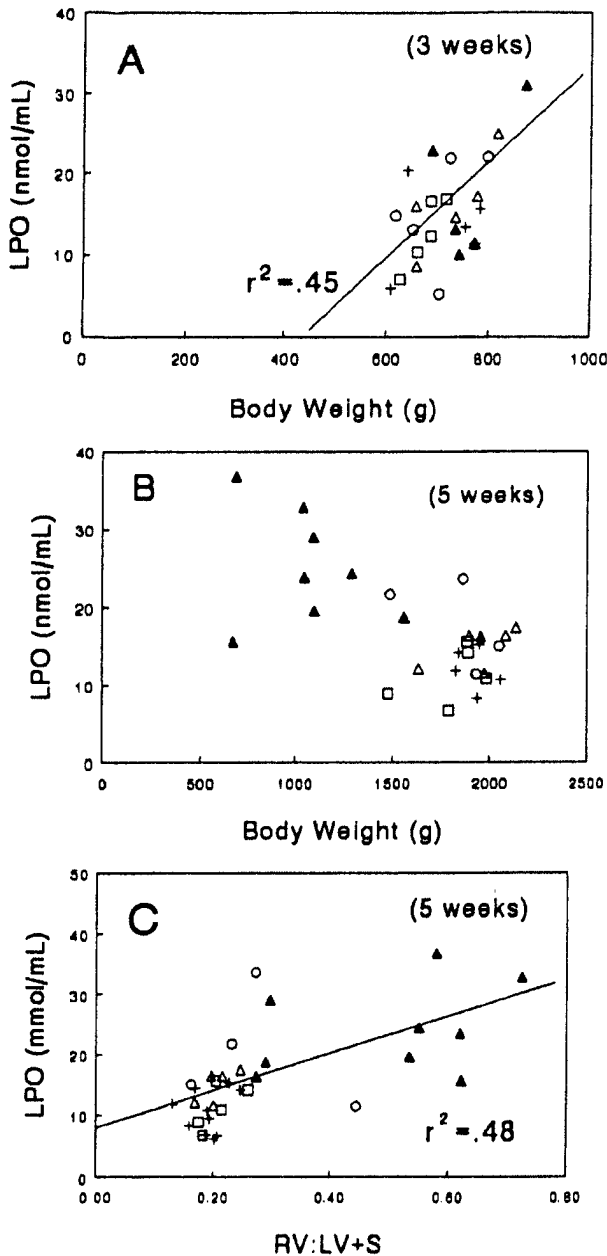 40
A
(3 weeks)
30
LPO (nmol/mL)
20
10
r² = .45
0
0 200 400 600 800 1000
Body Weight (g)
40
B
(5 weeks)
30
LPO (nmol/mL)
20
10
0
0 500 1000 1500 2000 2500
Body Weight (g)
50
C
(5 weeks)
40
30
LPO (mmol/mL)
20
10
r² = .48
0
0.00 0.20 0.40 0.60 0.80
RV:LV+S